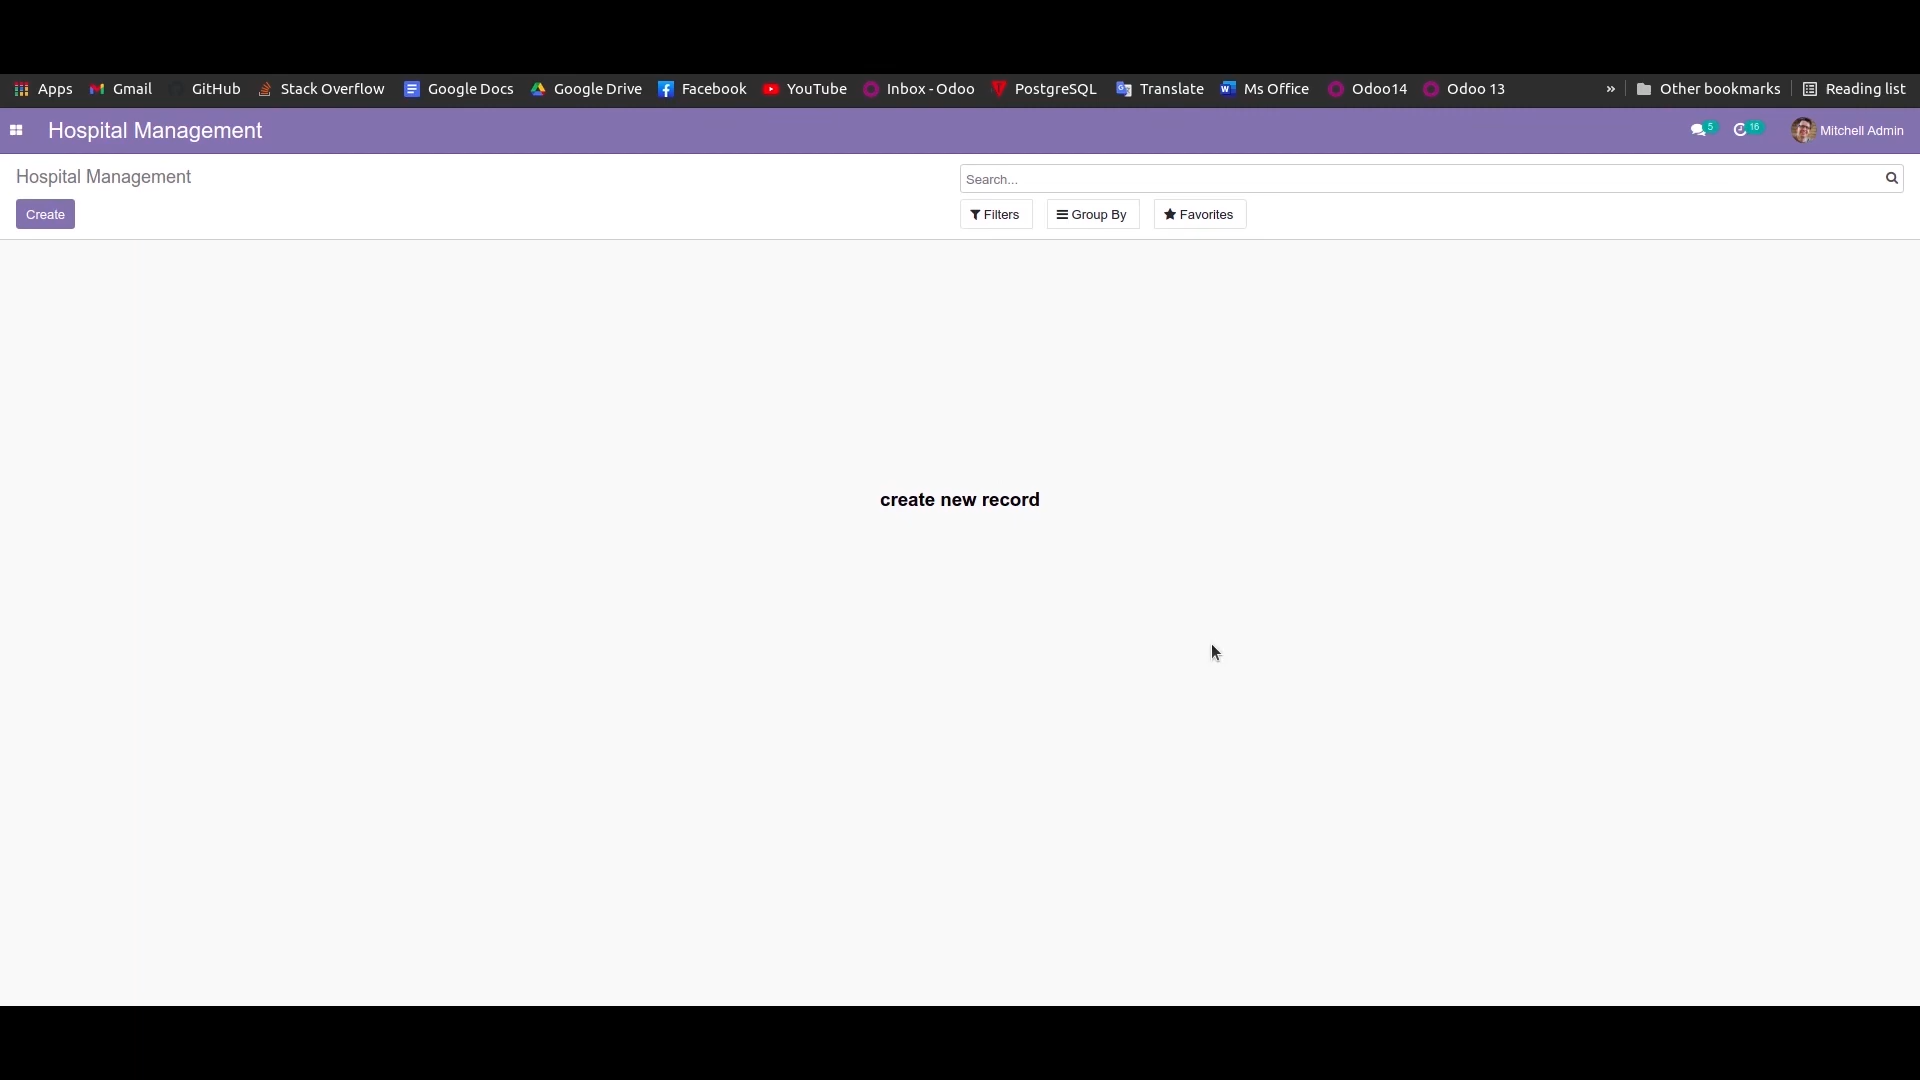 Apps Gmail GitHub Stack Overflow Google Docs Google Drive Facebook YouTube Inbox - Odoo PostgreSQL Translate Ms Office Odoo14 Odoo 13 » Other bookmarks Reading list
Hospital Management 5 16 Mitchell Admin
Hospital Management Search...
Create Filters Group By Favorites
create new record